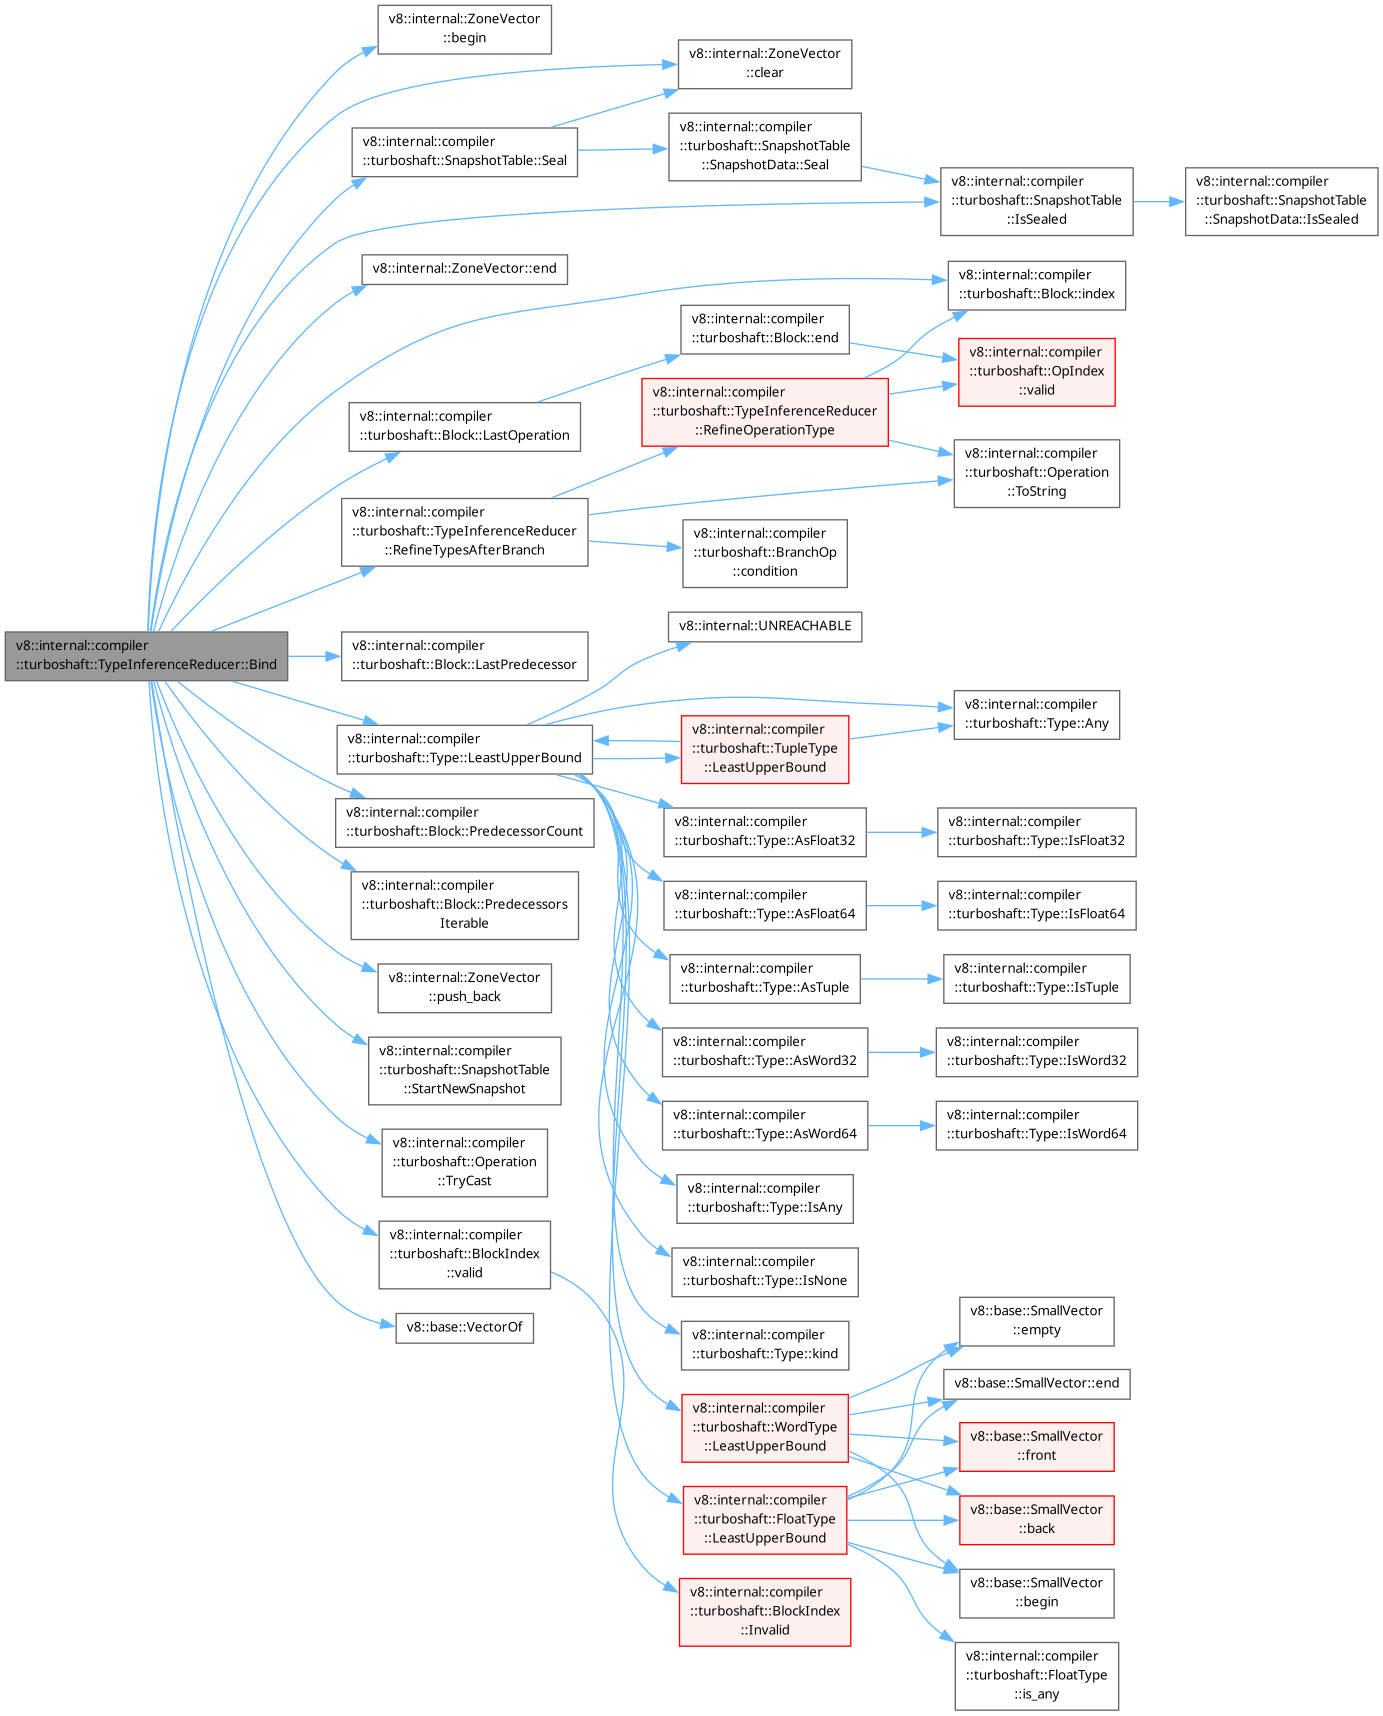 v8::internal::ZoneVector
::begin
v8::internal::ZoneVector
::clear
v8::internal::compiler
::turboshaft::SnapshotTable::Seal
v8::internal::compiler
::turboshaft::SnapshotTable
::SnapshotData::Seal
v8::internal::compiler
::turboshaft::SnapshotTable
::IsSealed
v8::internal::compiler
::turboshaft::SnapshotTable
::SnapshotData::IsSealed
v8::internal::ZoneVector::end
v8::internal::compiler
::turboshaft::Block::index
v8::internal::compiler
::turboshaft::Block::end
v8::internal::compiler
::turboshaft::OpIndex
::valid
v8::internal::compiler
::turboshaft::TypeInferenceReducer
::RefineOperationType
v8::internal::compiler
::turboshaft::Block::LastOperation
v8::internal::compiler
::turboshaft::Operation
::ToString
v8::internal::compiler
::turboshaft::TypeInferenceReducer
::RefineTypesAfterBranch
v8::internal::compiler
::turboshaft::BranchOp
::condition
v8::internal::UNREACHABLE
v8::internal::compiler
::turboshaft::TypeInferenceReducer::Bind
v8::internal::compiler
::turboshaft::Block::LastPredecessor
v8::internal::compiler
::turboshaft::Type::Any
v8::internal::compiler
::turboshaft::Type::LeastUpperBound
v8::internal::compiler
::turboshaft::TupleType
::LeastUpperBound
v8::internal::compiler
::turboshaft::Block::PredecessorCount
v8::internal::compiler
::turboshaft::Type::AsFloat32
v8::internal::compiler
::turboshaft::Type::IsFloat32
v8::internal::compiler
::turboshaft::Block::Predecessors
Iterable
v8::internal::compiler
::turboshaft::Type::AsFloat64
v8::internal::compiler
::turboshaft::Type::IsFloat64
v8::internal::ZoneVector
::push_back
v8::internal::compiler
::turboshaft::Type::AsTuple
v8::internal::compiler
::turboshaft::Type::IsTuple
v8::internal::compiler
::turboshaft::SnapshotTable
::StartNewSnapshot
v8::internal::compiler
::turboshaft::Type::AsWord32
v8::internal::compiler
::turboshaft::Type::IsWord32
v8::internal::compiler
::turboshaft::Operation
::TryCast
v8::internal::compiler
::turboshaft::Type::AsWord64
v8::internal::compiler
::turboshaft::Type::IsWord64
v8::internal::compiler
::turboshaft::Type::IsAny
v8::internal::compiler
::turboshaft::BlockIndex
::valid
v8::internal::compiler
::turboshaft::Type::IsNone
v8::base::VectorOf
v8::internal::compiler
::turboshaft::Type::kind
v8::base::SmallVector
::empty
v8::base::SmallVector::end
v8::internal::compiler
::turboshaft::WordType
::LeastUpperBound
v8::base::SmallVector
::front
v8::internal::compiler
::turboshaft::FloatType
::LeastUpperBound
v8::base::SmallVector
::back
v8::base::SmallVector
::begin
v8::internal::compiler
::turboshaft::BlockIndex
::Invalid
v8::internal::compiler
::turboshaft::FloatType
::is_any